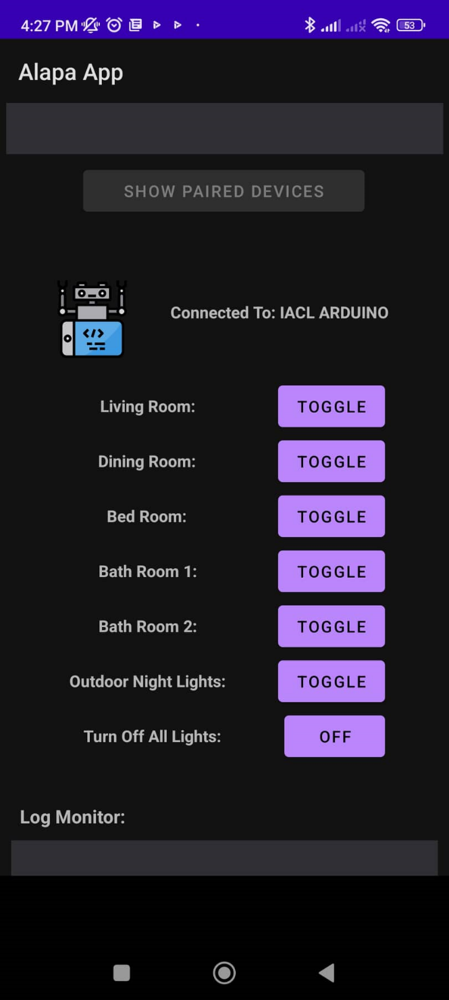 4:27 PM
53
Alapa App
SHOW PAIRED DEVICES
</>
Connected To: IACL ARDUINO
Living Room: TOGGLE
Dining Room: TOGGLE
Bed Room: TOGGLE
Bath Room 1: TOGGLE
Bath Room 2: TOGGLE
Outdoor Night Lights: TOGGLE
Turn Off All Lights: OFF
Log Monitor: